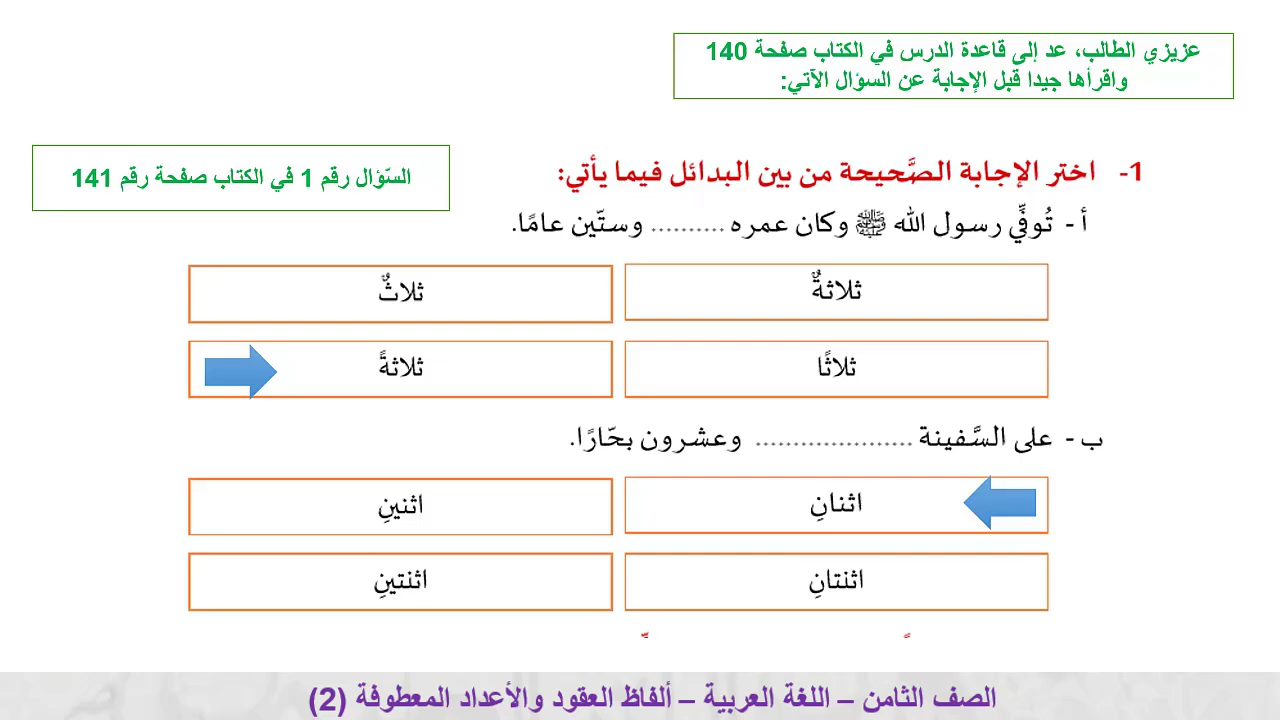 عزيزي الطالب، عد إلى قاعدة الدرس في الكتاب صفحة 140
واقرأها جيدا قبل الإجابة عن السؤال الآتي:
السّؤال رقم 1 في الكتاب صفحة رقم 141
1- اختر الإجابة الصَّحيحة من بين البدائل فيما يأتي:
أ - تُوفِّي رسول الله ﷺ وكان عمره .......... وستّين عامًا.
ثلاثةٌ
ثلاثٌ
ثلاثًا
ثلاثةً
ب - على السَّفينة ..................... وعشرون بحّارًا.
اثنانِ
اثنينِ
اثنتانِ
اثنتينِ
الصف الثامن – اللغة العربية – ألفاظ العقود والأعداد المعطوفة (2)